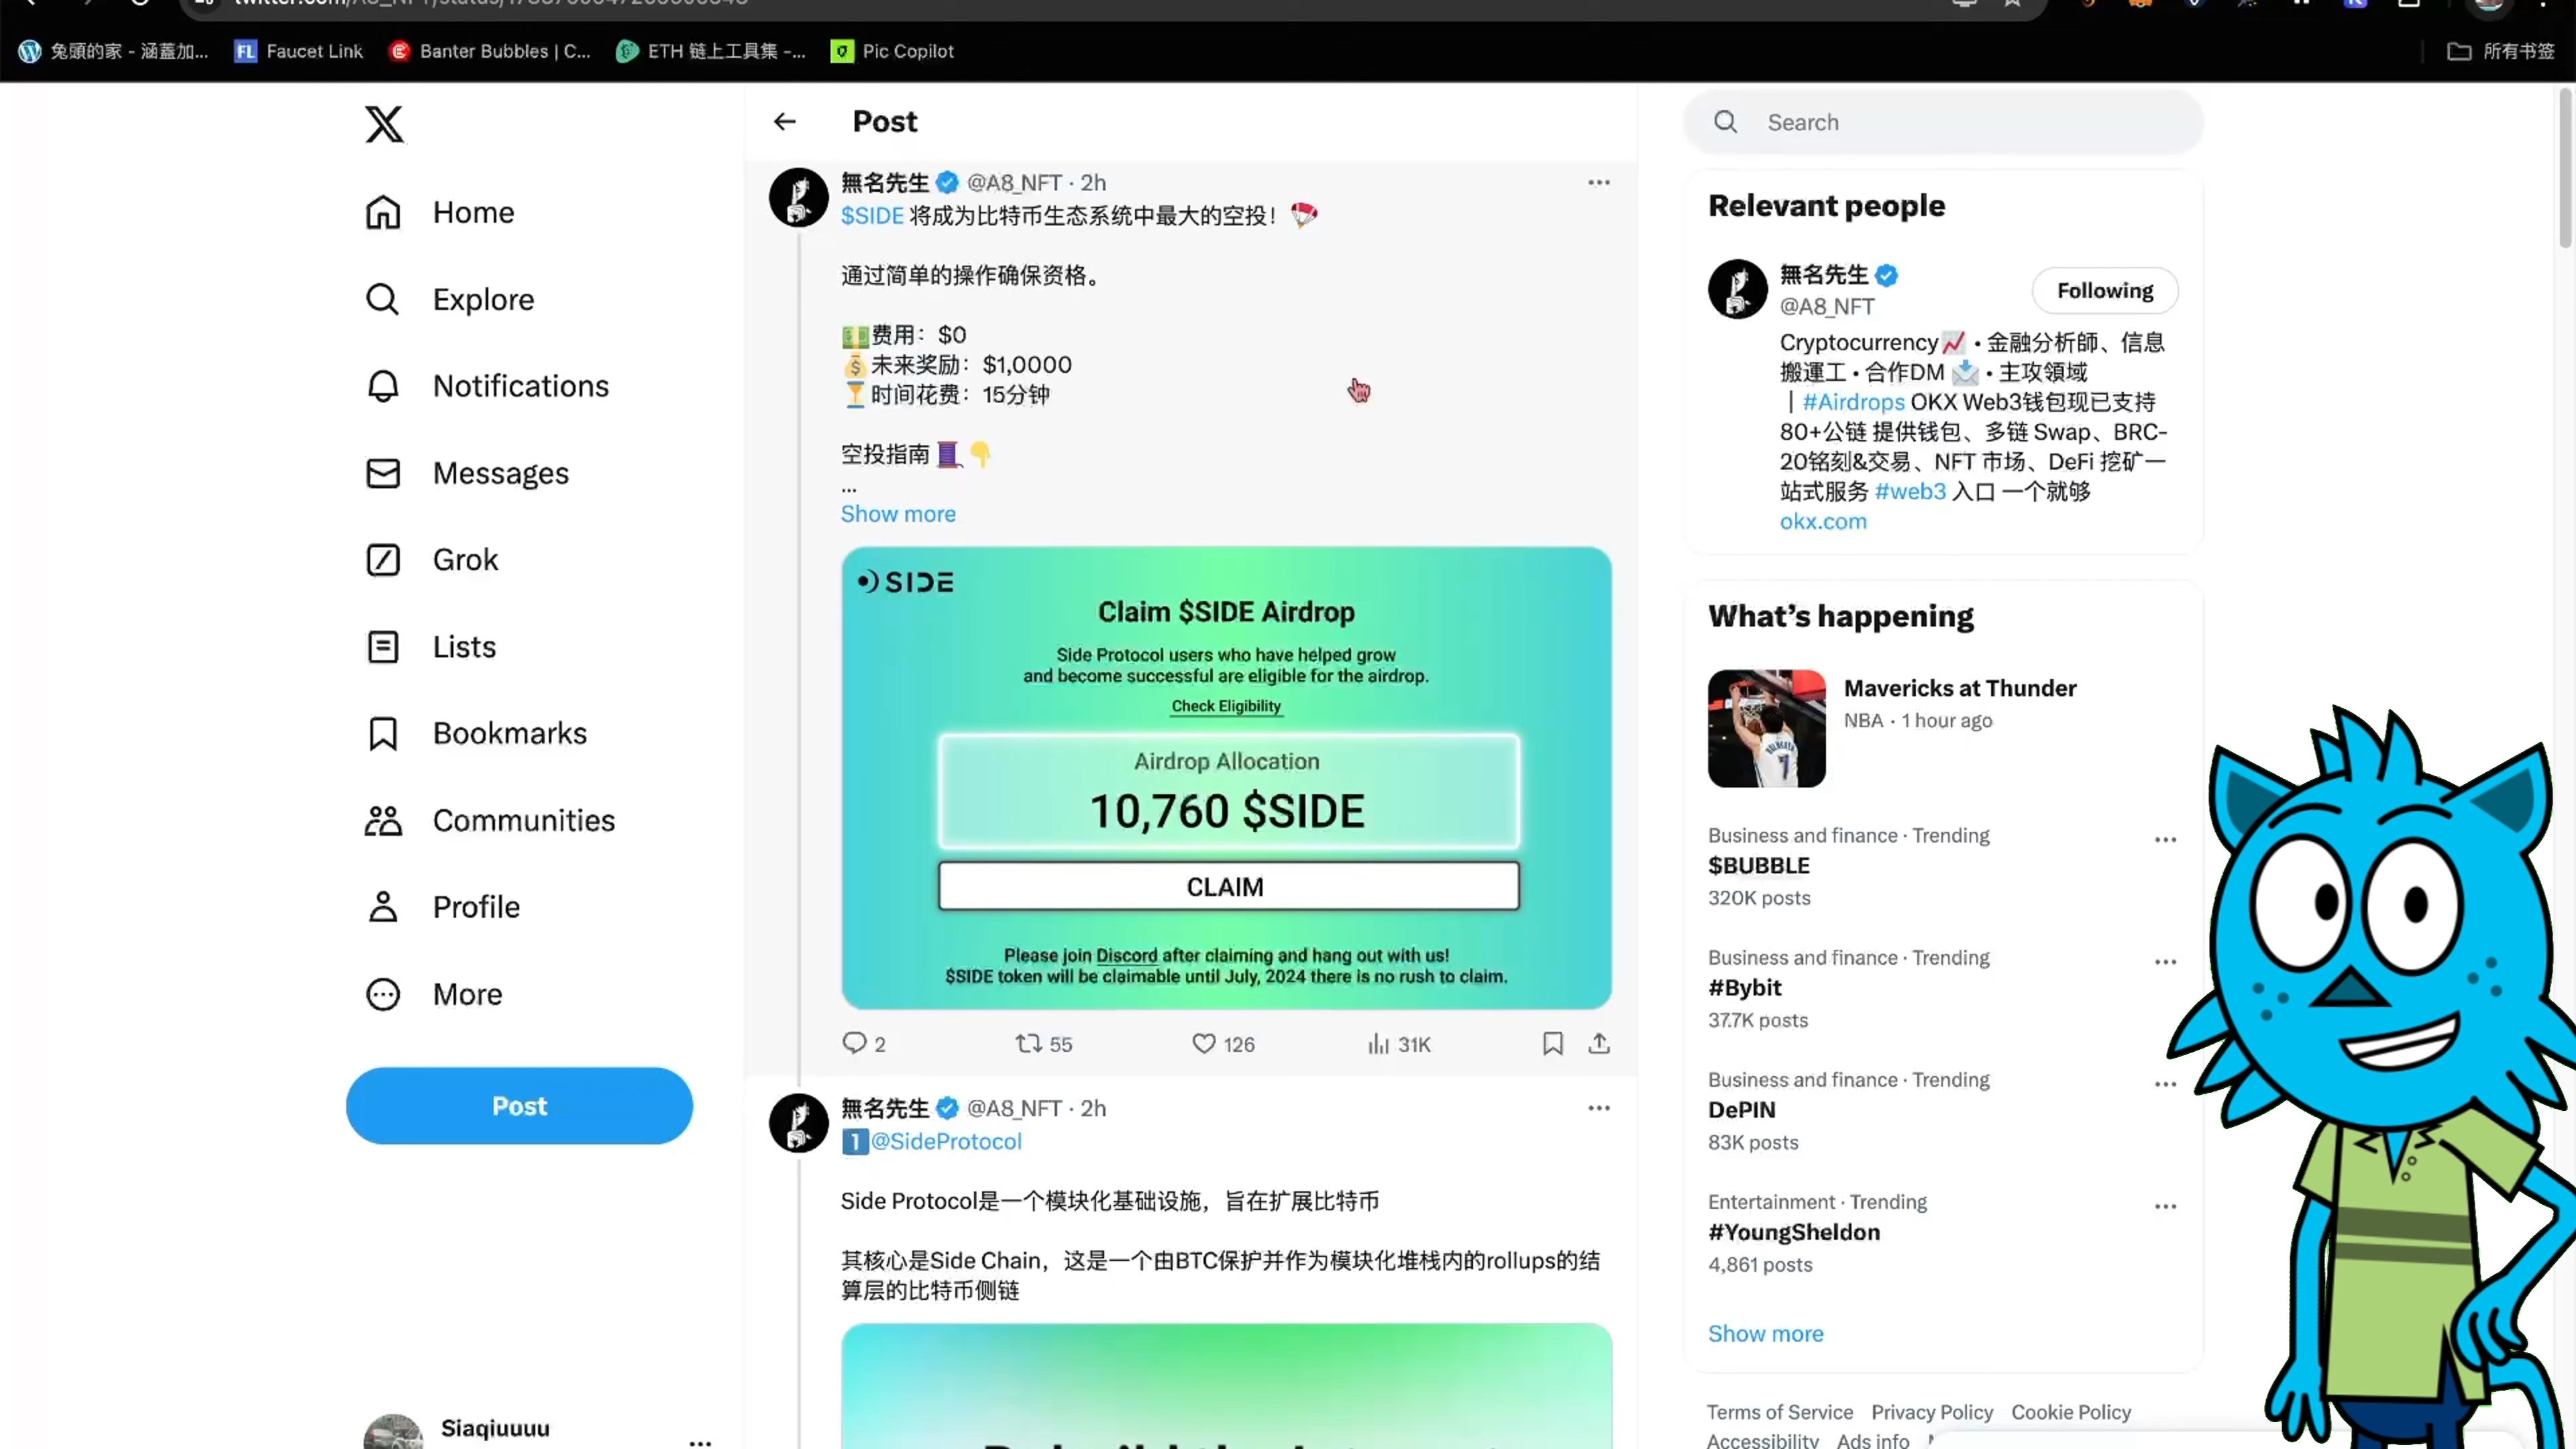 兔頭的家 - 涵蓋加...
FL Faucet Link
Banter Bubbles | C...
ETH 链上工具集 -...
Pic Copilot
所有书签
Home
Explore
Notifications
Messages
Grok
Lists
Bookmarks
Communities
Profile
More
Post
Siaqiuuuu
Post
無名先生 @A8_NFT · 2h
$SIDE 将成为比特币生态系统中最大的空投！
通过简单的操作确保资格。
费用：$0
未来奖励：$1,0000
时间花费：15分钟
空投指南
...
Show more
SIDE
Claim $SIDE Airdrop
Side Protocol users who have helped grow
and become successful are eligible for the airdrop.
Check Eligibility
Airdrop Allocation
10,760 $SIDE
CLAIM
Please join Discord after claiming and hang out with us!
$SIDE token will be claimable until July, 2024 there is no rush to claim.
2 55 126 31K
無名先生 @A8_NFT · 2h
1 @SideProtocol
Side Protocol是一个模块化基础设施，旨在扩展比特币
其核心是Side Chain，这是一个由BTC保护并作为模块化堆栈内的rollups的结
算层的比特币侧链
Search
Relevant people
無名先生
@A8_NFT
Following
Cryptocurrency • 金融分析師、信息
搬運工 • 合作DM • 主攻領域
｜#Airdrops OKX Web3钱包现已支持
80+公链 提供钱包、多链 Swap、BRC-
20铭刻&交易、NFT 市场、DeFi 挖矿一
站式服务 #web3 入口 一个就够
okx.com
What's happening
Mavericks at Thunder
NBA · 1 hour ago
Business and finance · Trending
$BUBBLE
320K posts
Business and finance · Trending
#Bybit
37.7K posts
Business and finance · Trending
DePIN
83K posts
Entertainment · Trending
#YoungSheldon
4,861 posts
Show more
Terms of Service Privacy Policy Cookie Policy
Accessibility Ads info